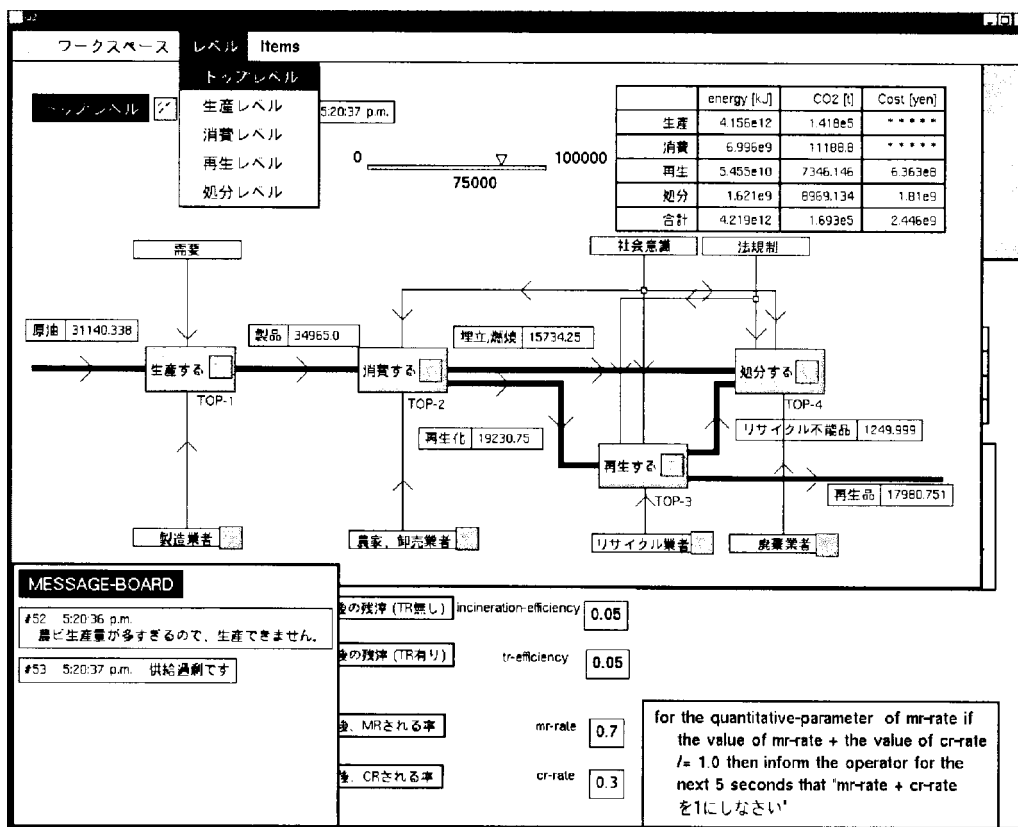 ワークスペース レベル Items
トップレベル
生産レベル
消費レベル
再生レベル
処分レベル
トップレベル
5:20:37 p.m.
0 100000
75000
energy [kJ] CO2 [t] Cost [yen]
生産 4.156e12 1.418e5 * * * * *
消費 6.996e9 11188.8 * * * * *
再生 5.455e10 7346.146 6.363e8
処分 1.621e9 8969.134 1.81e9
合計 4.219e12 1.693e5 2.446e9
需要 社会意識 法規制
原油 31140.338 製品 34965.0 埋立,燃焼 15734.25
生産する 消費する 処分する
TOP-1 TOP-2 TOP-4
再生化 19230.75 リサイクル不能品 1249.999
再生する
TOP-3 再生品 17980.751
製造業者 農家、卸売業者 リサイクル業者 廃棄業者
MESSAGE-BOARD
#52 5:20:36 p.m.
農ビ生産量が多すぎるので、生産できません。
#53 5:20:37 p.m. 供給過剰です
後の残渣 (TR無し) incineration-efficiency 0.05
後の残渣 (TR有り) tr-efficiency 0.05
後、MRされる率 mr-rate 0.7
後、CRされる率 cr-rate 0.3
for the quantitative-parameter of mr-rate if
the value of mr-rate + the value of cr-rate
/= 1.0 then inform the operator for the
next 5 seconds that "mr-rate + cr-rate
を1にしなさい"